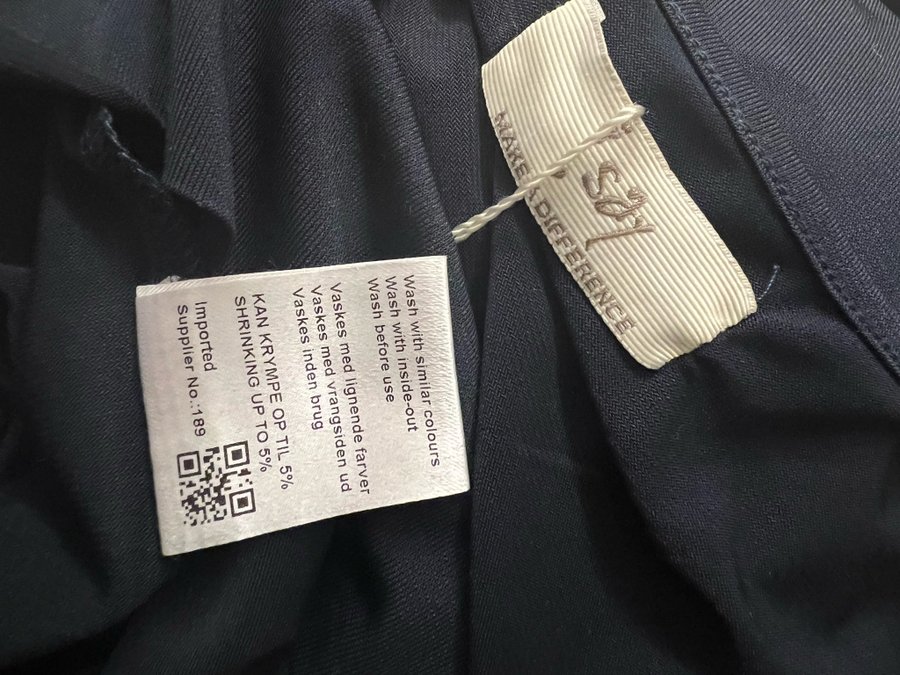 MAKE A DIFFERENCE
Wash with similar colours
Wash with inside-out
Wash before use
Vaskes med lignende farver
Vaskes med vrangsiden ud
Vaskes inden brug
KAN KRYMPE OP TIL 5%
SHRINKING UP TO 5%
Imported
Supplier No.:189